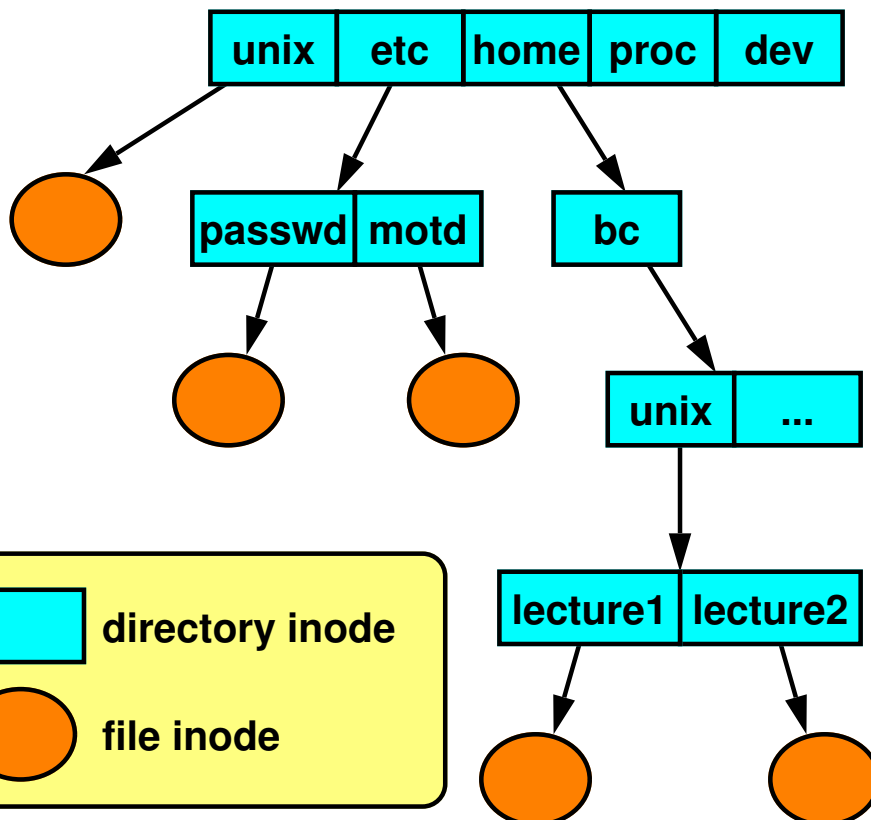 unix etc home proc dev
passwd motd bc
unix ...
lecture1 lecture2
directory inode
file inode